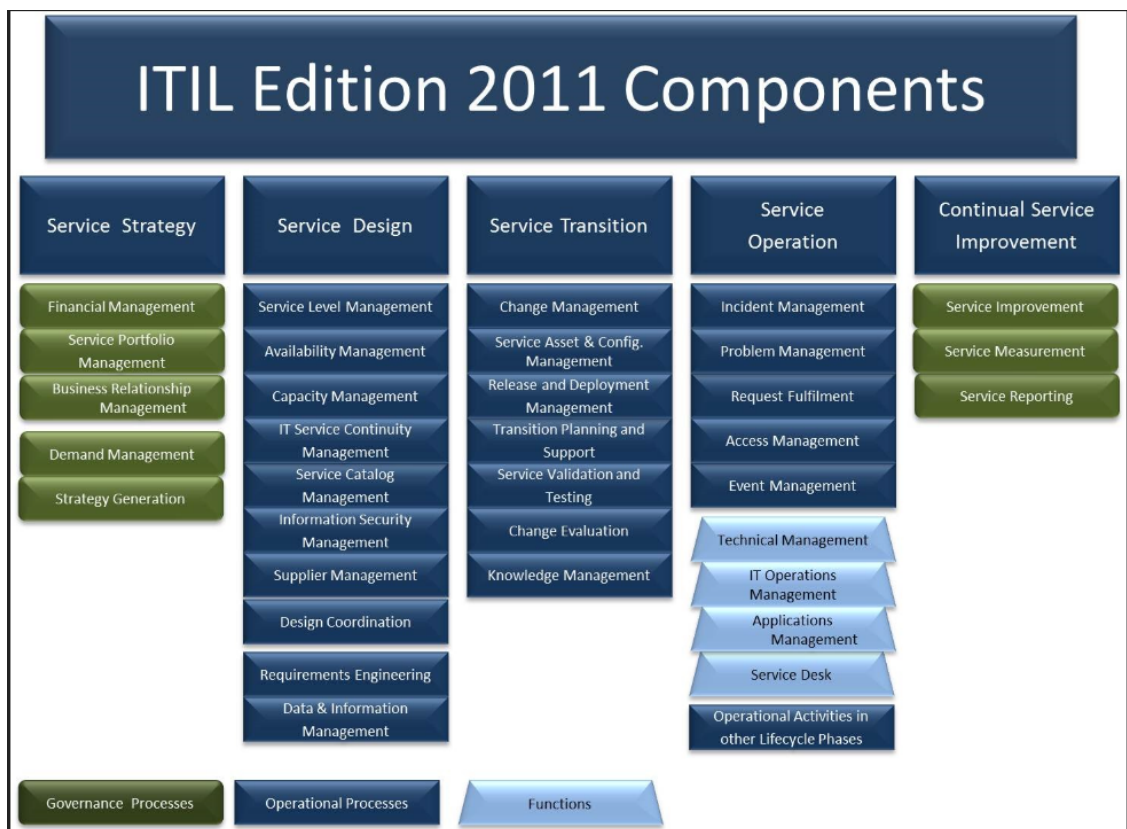 ITIL Edition 2011 Components
Service Strategy
Financial Management
Service Portfolio
Management
Business Relationship
Management
Demand Management
Strategy Generation
Service Design
Service Level Management
Availability Management
Capacity Management
IT Service Continuity
Management
Service Catalog
Management
Information Security
Management
Supplier Management
Design Coordination
Requirements Engineering
Data & Information
Management
Service Transition
Change Management
Service Asset & Config.
Management
Release and Deployment
Management
Transition Planning and
Support
Service Validation and
Testing
Change Evaluation
Knowledge Management
Service
Operation
Incident Management
Problem Management
Request Fulfilment
Access Management
Event Management
Technical Management
IT Operations
Management
Applications
Management
Service Desk
Operational Activities in
other Lifecycle Phases
Continual Service
Improvement
Service Improvement
Service Measurement
Service Reporting
Governance Processes
Operational Processes
Functions